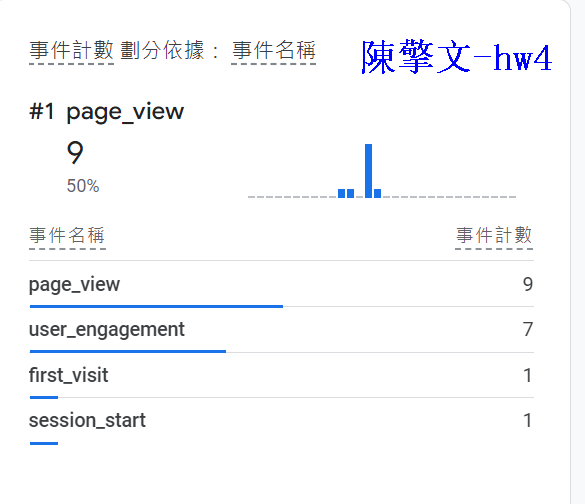 事件計數 劃分依據： 事件名稱
陳擎文-hw4
#1 page_view
9
50%
事件名稱 事件計數
page_view 9
user_engagement 7
first_visit 1
session_start 1